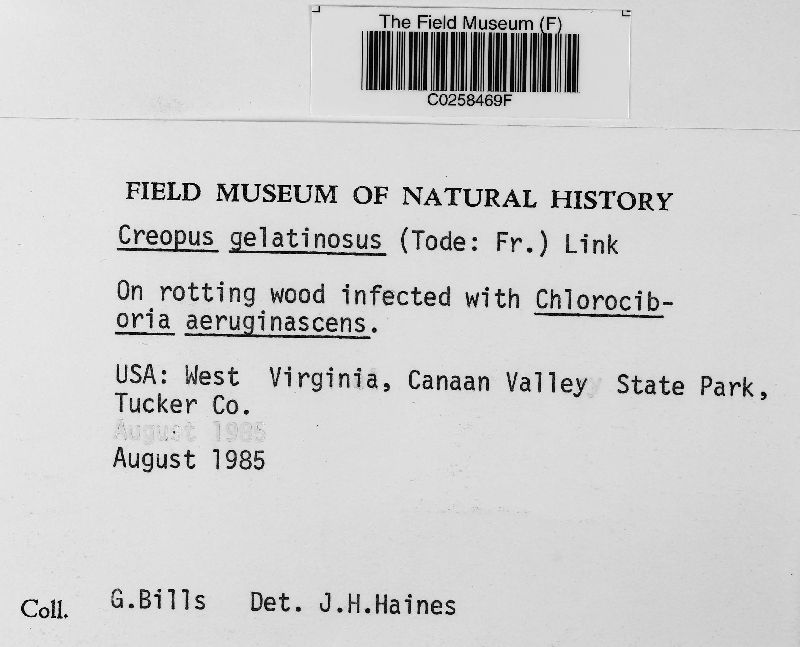 The Field Museum (F)
C0258469F
FIELD MUSEUM OF NATURAL HISTORY
Creopus gelatinosus (Tode: Fr.) Link
On rotting wood infected with Chlorocib-
oria aeruginascens.
USA: West Virginia, Canaan Valley State Park,
Tucker Co.
August 1985
August 1985
Coll. G.Bills Det. J.H.Haines